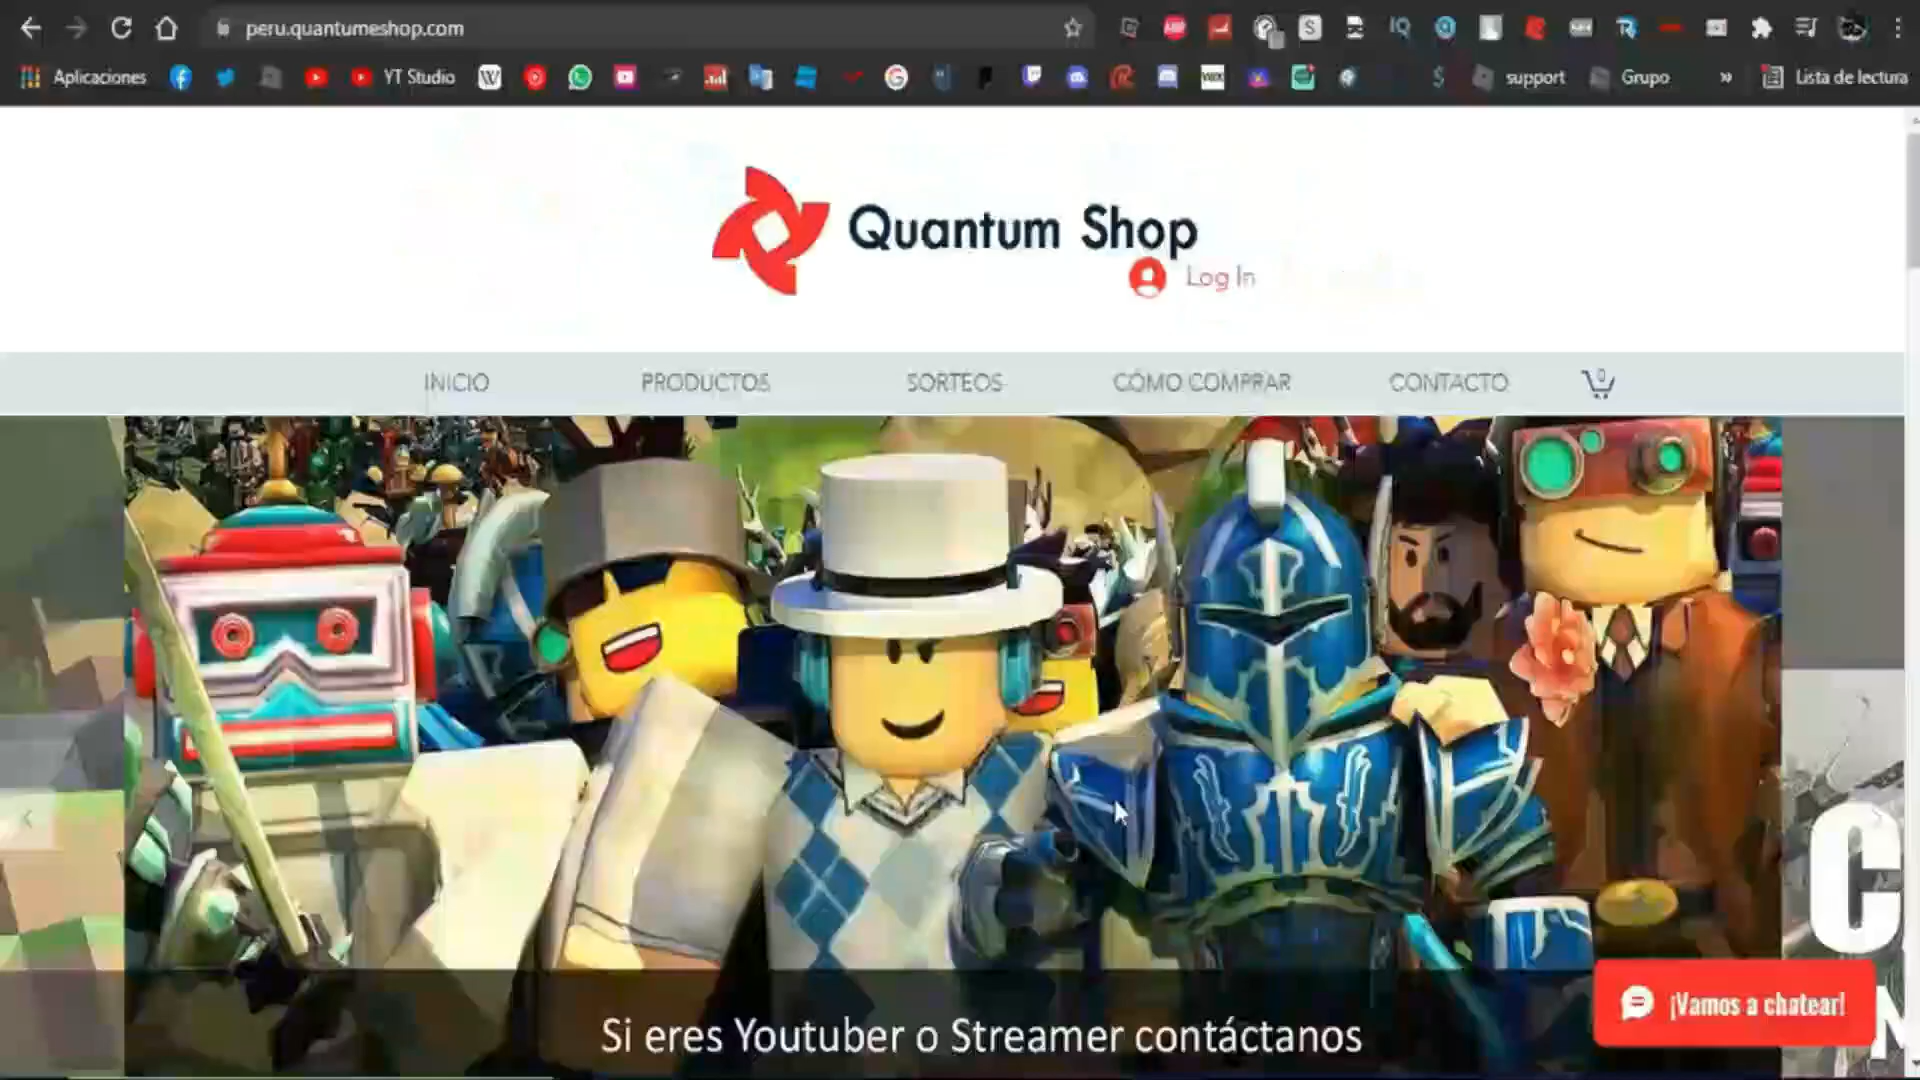 peru.quantumeshop.com
Aplicaciones
YT Studio
support
Grupo
»
Lista de lectura
Quantum Shop
Log In
INICIO
PRODUCTOS
SORTEOS
CÓMO COMPRAR
CONTACTO
0
C
Si eres Youtuber o Streamer contáctanos
¡Vamos a chatear!
N